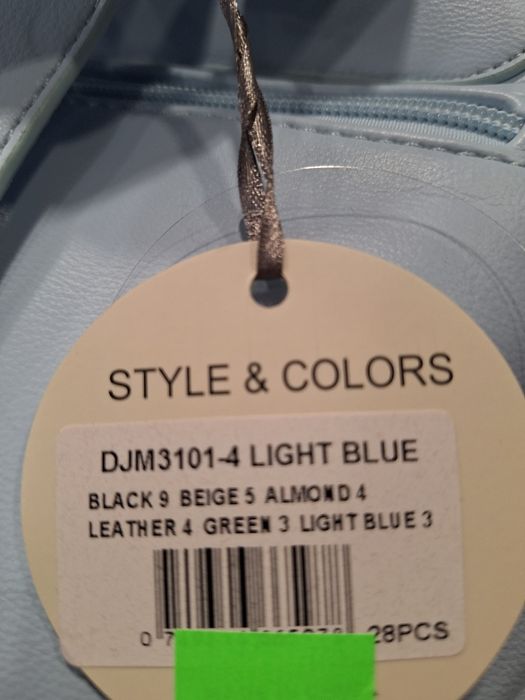 STYLE & COLORS
DJM3101-4 LIGHT BLUE
BLACK 9 BEIGE 5 ALMOND 4
LEATHER 4 GREEN 3 LIGHT BLUE 3
0 28PCS